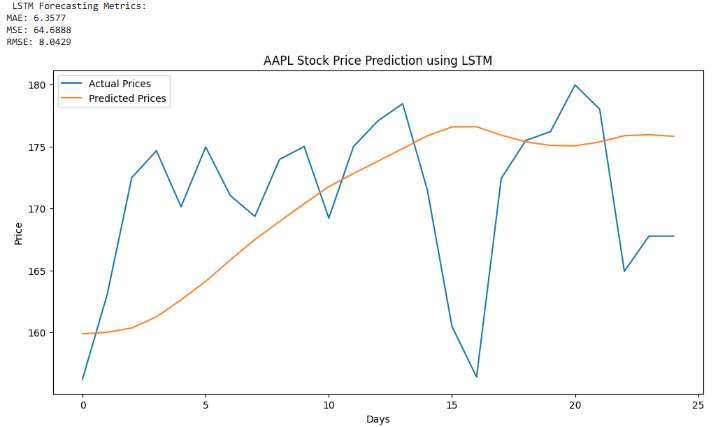 LSTM Forecasting Metrics:
MAE: 6.3577
MSE: 64.6888
RMSE: 8.0429
AAPL Stock Price Prediction using LSTM
Actual Prices
Predicted Prices
180
175
170
165
160
Price
0 5 10 15 20 25
Days